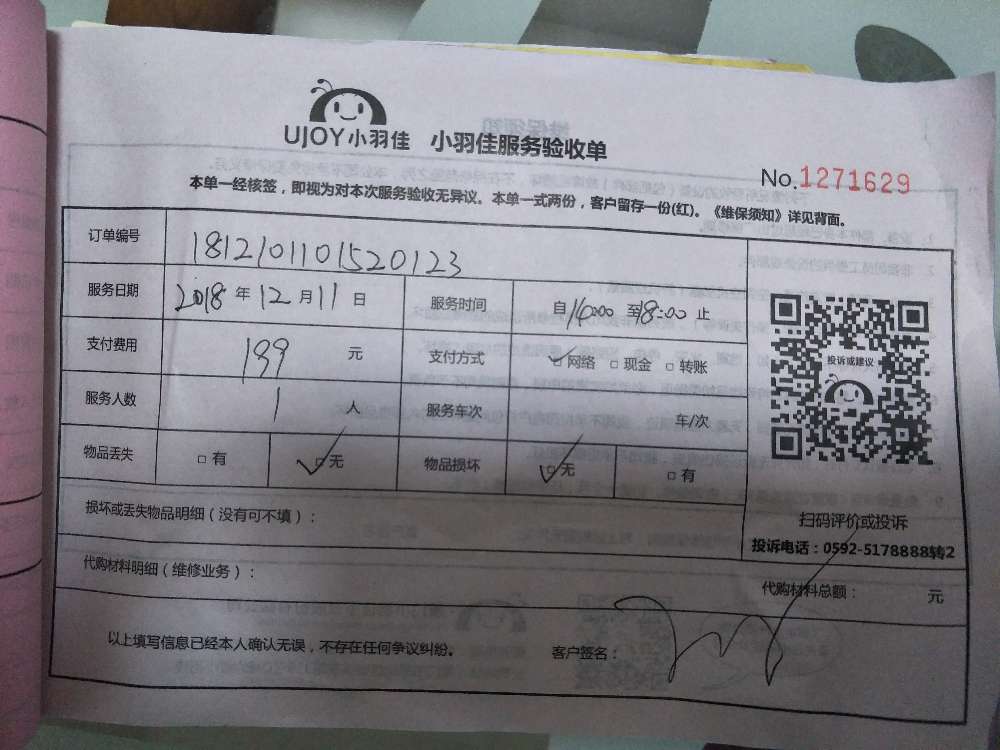 UJOY小羽佳 小羽佳服务验收单
No.1271629
本单一经核签，即视为对本次服务验收无异议。本单一式两份，客户留存一份(红)。《维保须知》详见背面。
订单编号 1812101101520123
服务日期 2018 年 12 月 11 日 服务时间 自14:00 至18:00 止
支付费用 199 元 支付方式 ☑网络 □现金 □转账
服务人数 1 人 服务车次 车/次
物品丢失 □有 ☑无 物品损坏 ☑无 □有
损坏或丢失物品明细（没有可不填）：
投诉或建议
扫码评价或投诉
投诉电话：0592-5178888转2
代购材料明细（维修业务）：
代购材料总额： 元
以上填写信息已经本人确认无误，不存在任何争议纠纷。 客户签名：